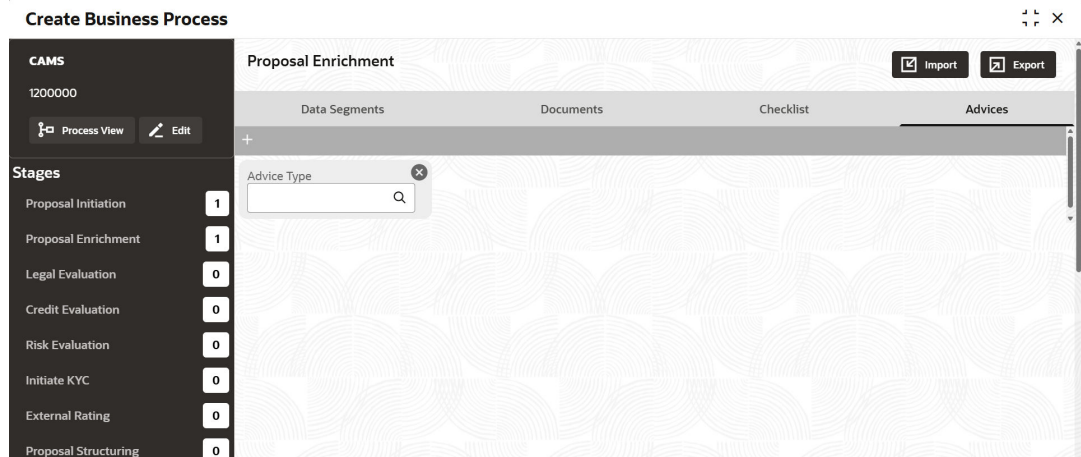 Create Business Process
CAMS
1200000
Process View
Edit
Stages
Proposal Initiation 1
Proposal Enrichment 1
Legal Evaluation 0
Credit Evaluation 0
Risk Evaluation 0
Initiate KYC 0
External Rating 0
Proposal Structuring 0
Proposal Enrichment
Import
Export
Data Segments
Documents
Checklist
Advices
+
Advice Type